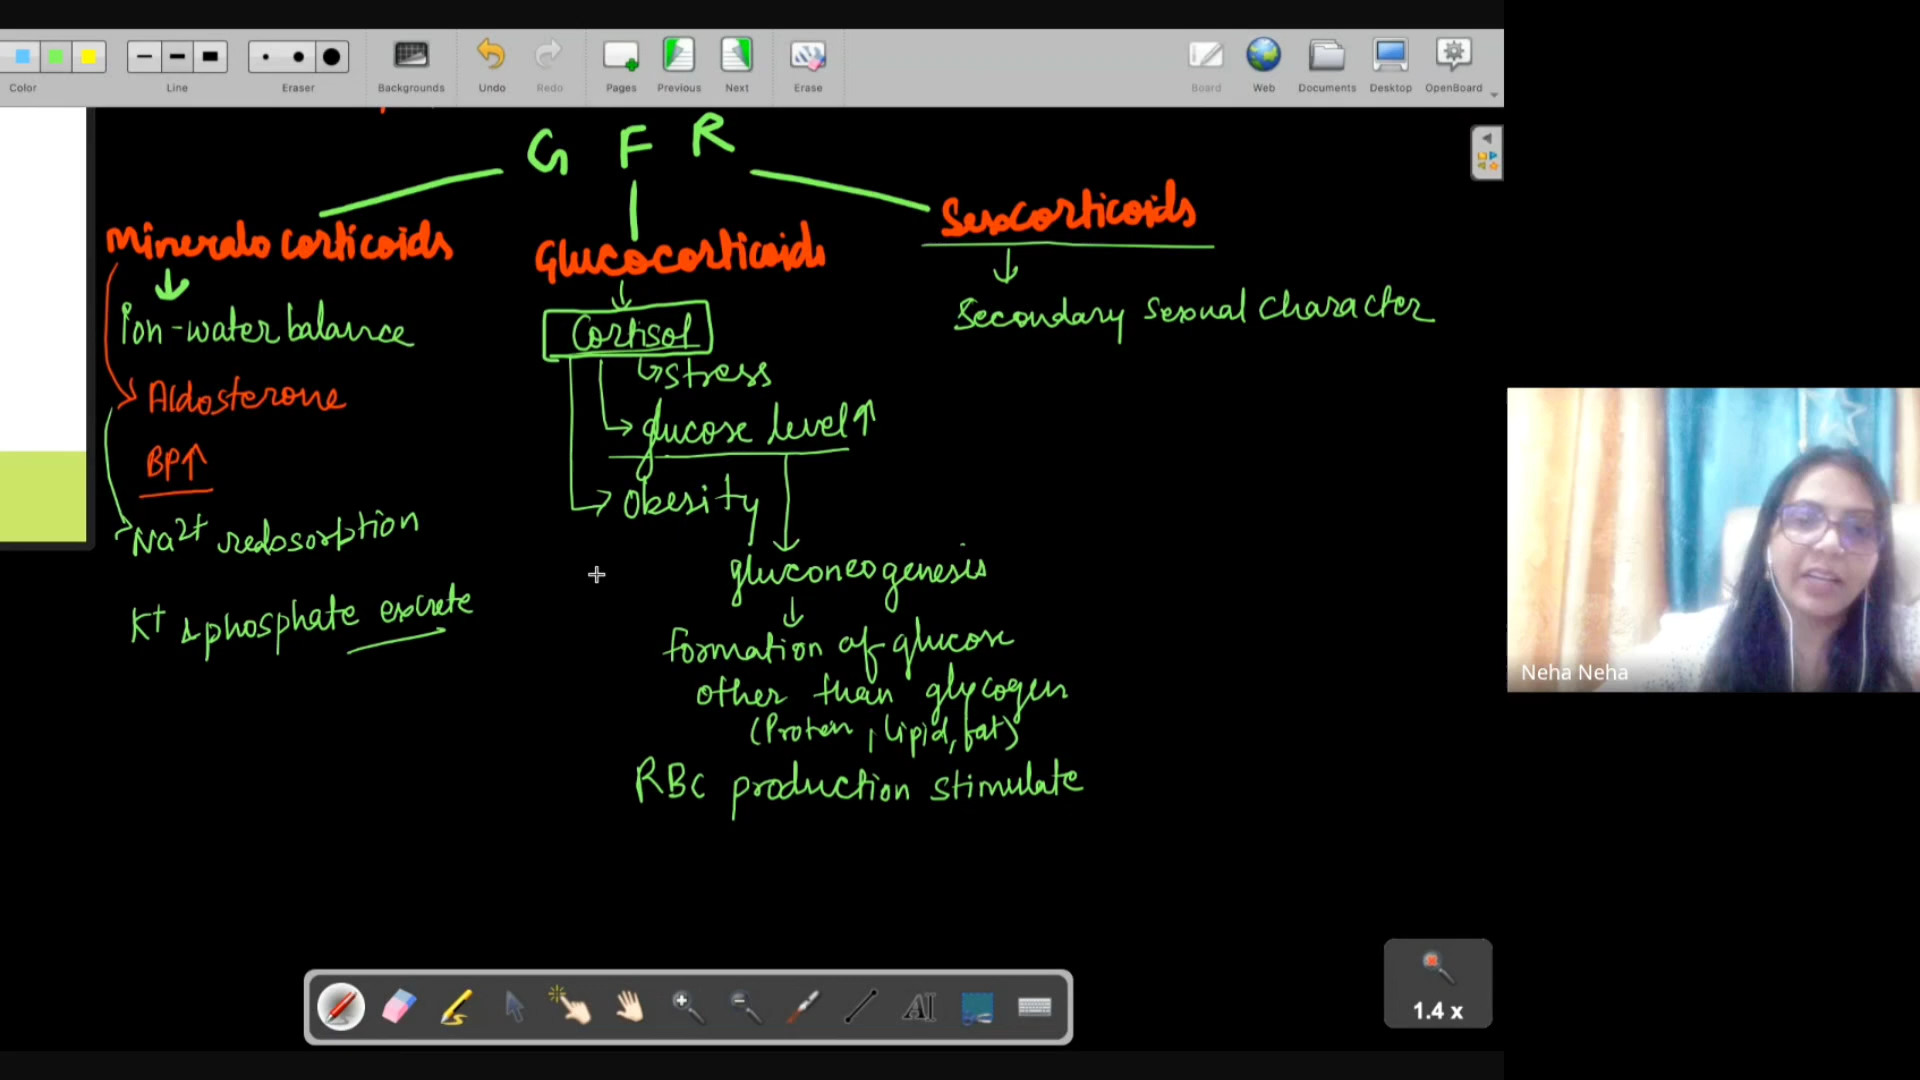 Color
Line
Eraser
Backgrounds
Undo
Redo
Pages
Previous
Next
Erase
Board
Web
Documents
Desktop
OpenBoard
G F R
Mineralo corticoids
Glucocorticoids
Sexocorticoids
ion-water balance
Cortisol
Secondary sexual character
stress
Aldosterone
glucose level↑
BP↑
obesity
Na2+ reabsorption
gluconeogenesis
K+ & phosphate excrete
formation of glucose
other than glycogen
(Protein, lipid, fat)
RBC production stimulate
Neha Neha
AI
1.4 x